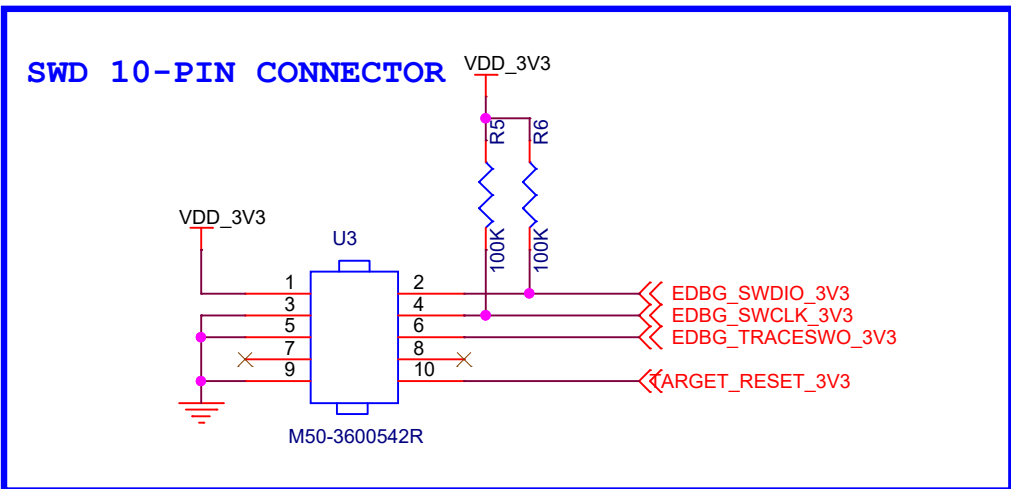 SWD 10-PIN CONNECTOR
VDD_3V3
R5
R6
100K
100K
VDD_3V3
U3
1
2
3
4
5
6
7
8
9
10
EDBG_SWDIO_3V3
EDBG_SWCLK_3V3
EDBG_TRACESWO_3V3
TARGET_RESET_3V3
M50-3600542R